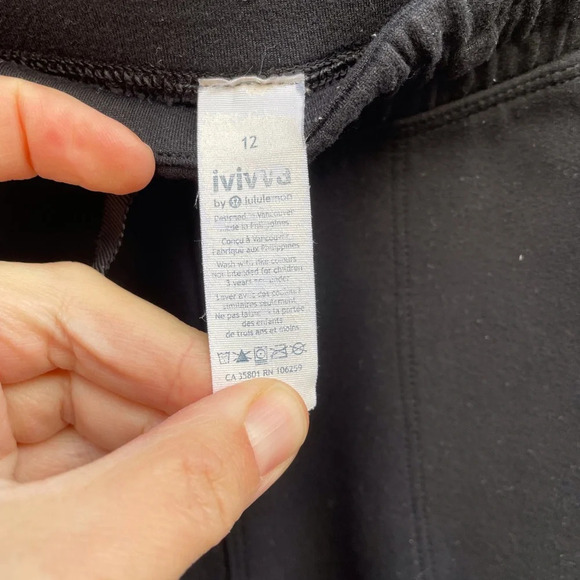 12
ivivva
by lululemon
Designed in Vancouver
Made in Philippines
Conçu à Vancouver
Fabriqué aux Philippines
Wash with like colours
Not intended for children
3 years and under
Laver avec des couleurs
similaires seulement
Ne pas laisser à la portée
des enfants
de trois ans et moins
CA 35801 RN 106259